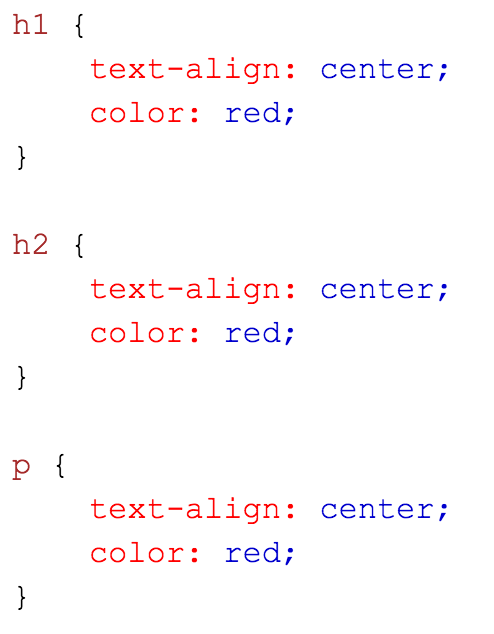 h1 {
    text-align: center;
    color: red;
}

h2 {
    text-align: center;
    color: red;
}

p {
    text-align: center;
    color: red;
}